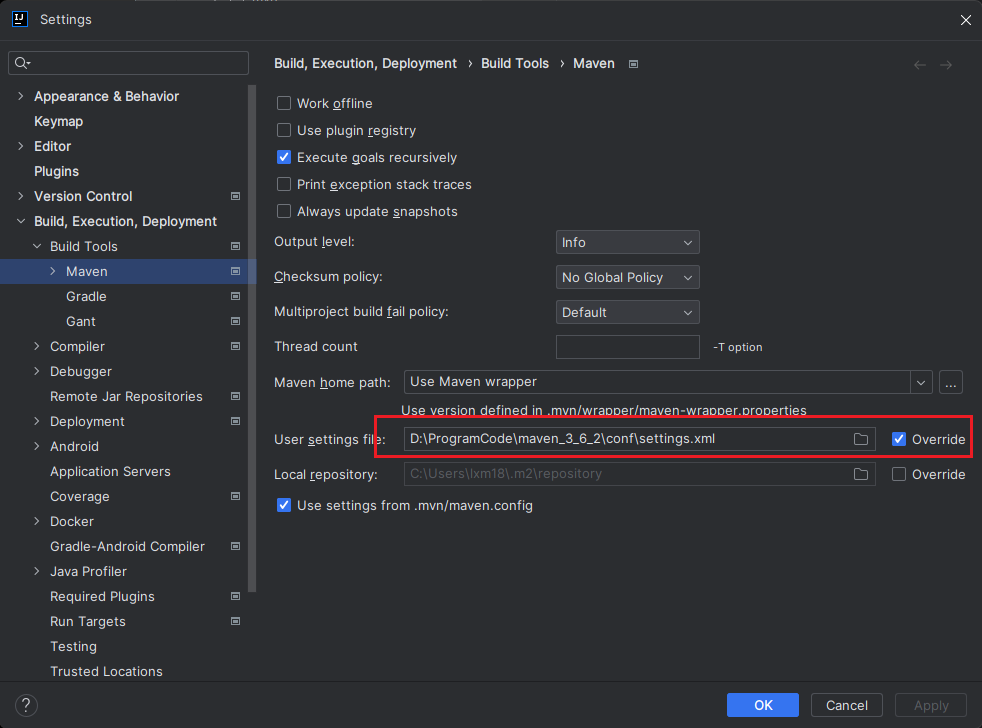 Settings
Build, Execution, Deployment › Build Tools › Maven
Appearance & Behavior
Keymap
Editor
Plugins
Version Control
Build, Execution, Deployment
Build Tools
Maven
Gradle
Gant
Compiler
Debugger
Remote Jar Repositories
Deployment
Android
Application Servers
Coverage
Docker
Gradle-Android Compiler
Java Profiler
Required Plugins
Run Targets
Testing
Trusted Locations
Work offline
Use plugin registry
Execute goals recursively
Print exception stack traces
Always update snapshots
Output level: Info
Checksum policy: No Global Policy
Multiproject build fail policy: Default
Thread count -T option
Maven home path: Use Maven wrapper ...
Use version defined in .mvn/wrapper/maven-wrapper.properties
User settings file: D:\ProgramCode\maven_3_6_2\conf\settings.xml Override
Local repository: C:\Users\lxm18\.m2\repository Override
Use settings from .mvn/maven.config
? OK Cancel Apply